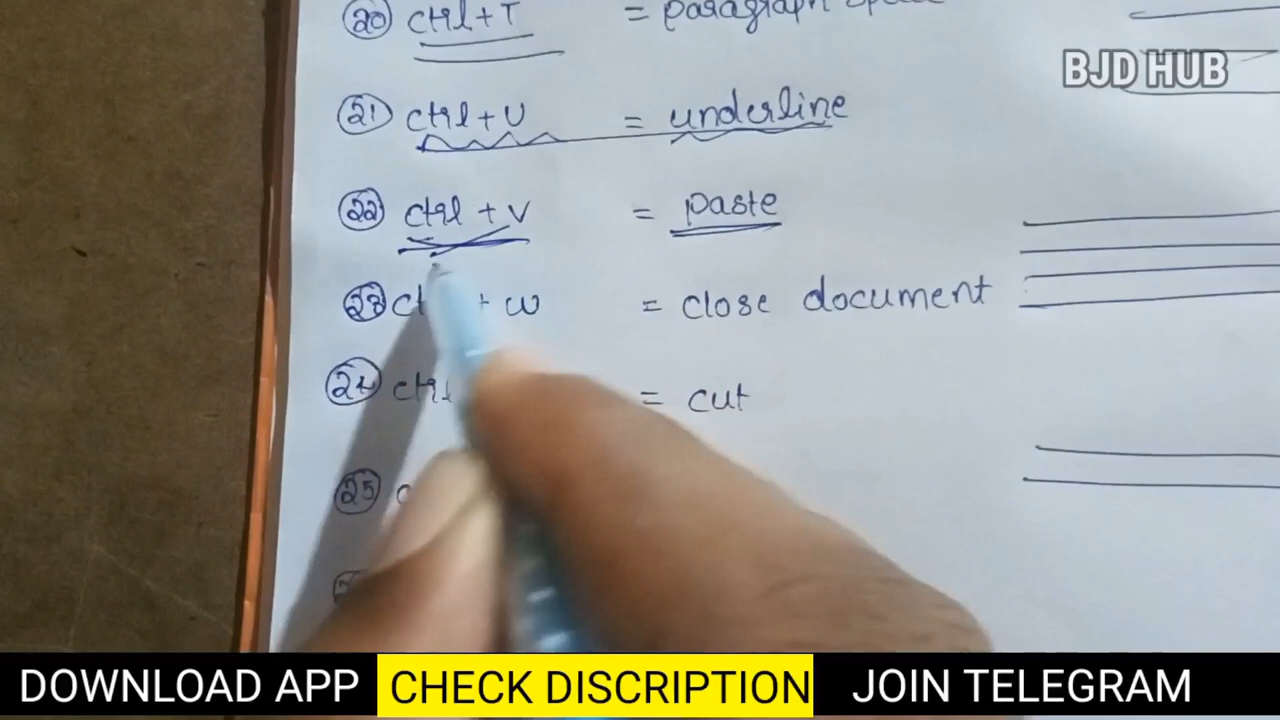 20 ctrl + T = paragraph
BJD HUB
21 ctrl + U = underline
22 ctrl + V = paste
23 + w = close document
24 = cut
25
DOWNLOAD APP CHECK DISCRIPTION JOIN TELEGRAM